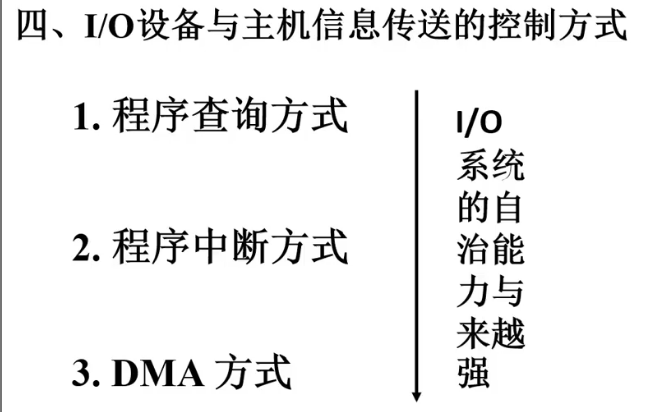 四、I/O设备与主机信息传送的控制方式
1. 程序查询方式
2. 程序中断方式
3. DMA 方式
I/O
系统
的自
治能
力与
来越
强